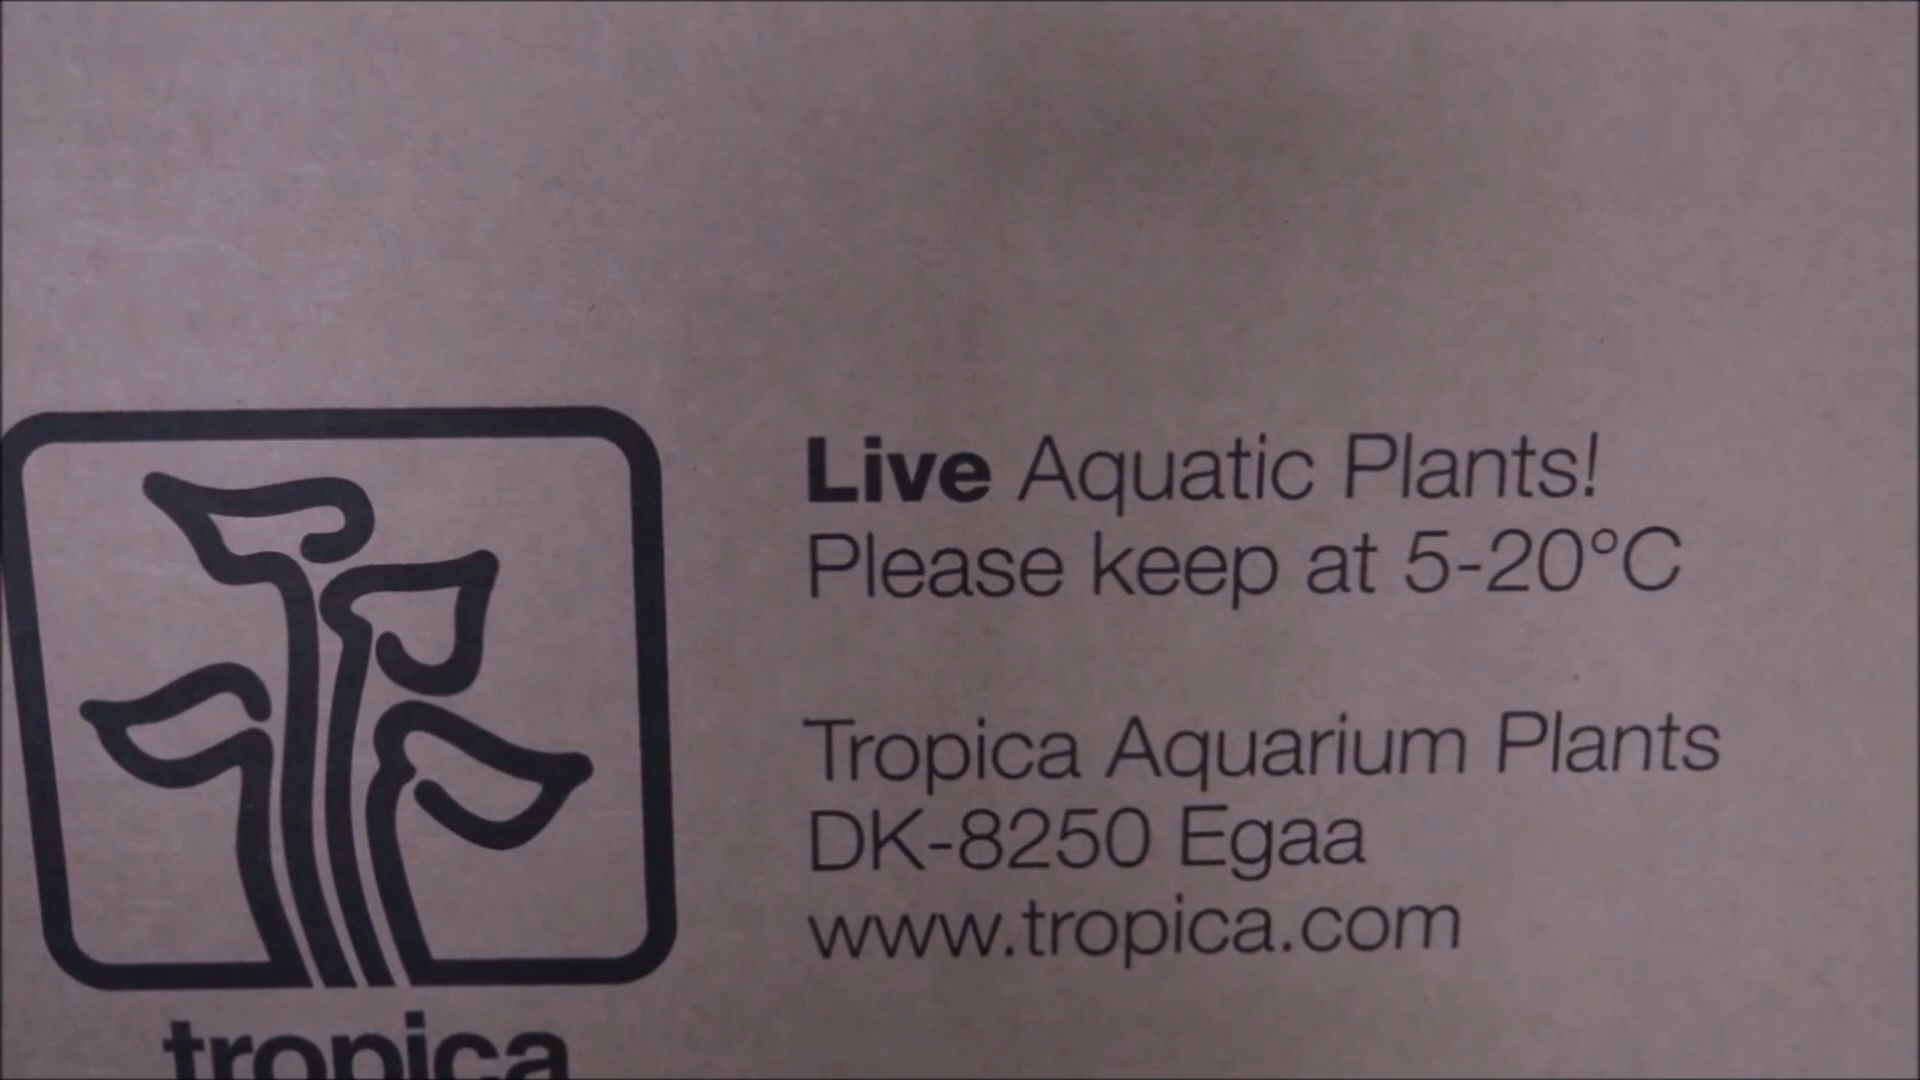 Live Aquatic Plants!
Please keep at 5-20°C
Tropica Aquarium Plants
DK-8250 Egaa
www.tropica.com
tropica